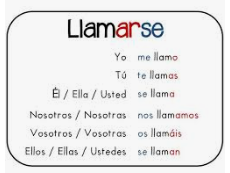 Llamarse
Yo me llamo
Tú te llamas
Él / Ella / Usted se llama
Nosotros / Nosotras nos llamamos
Vosotros / Vosotras os llamáis
Ellos / Ellas / Ustedes se llaman